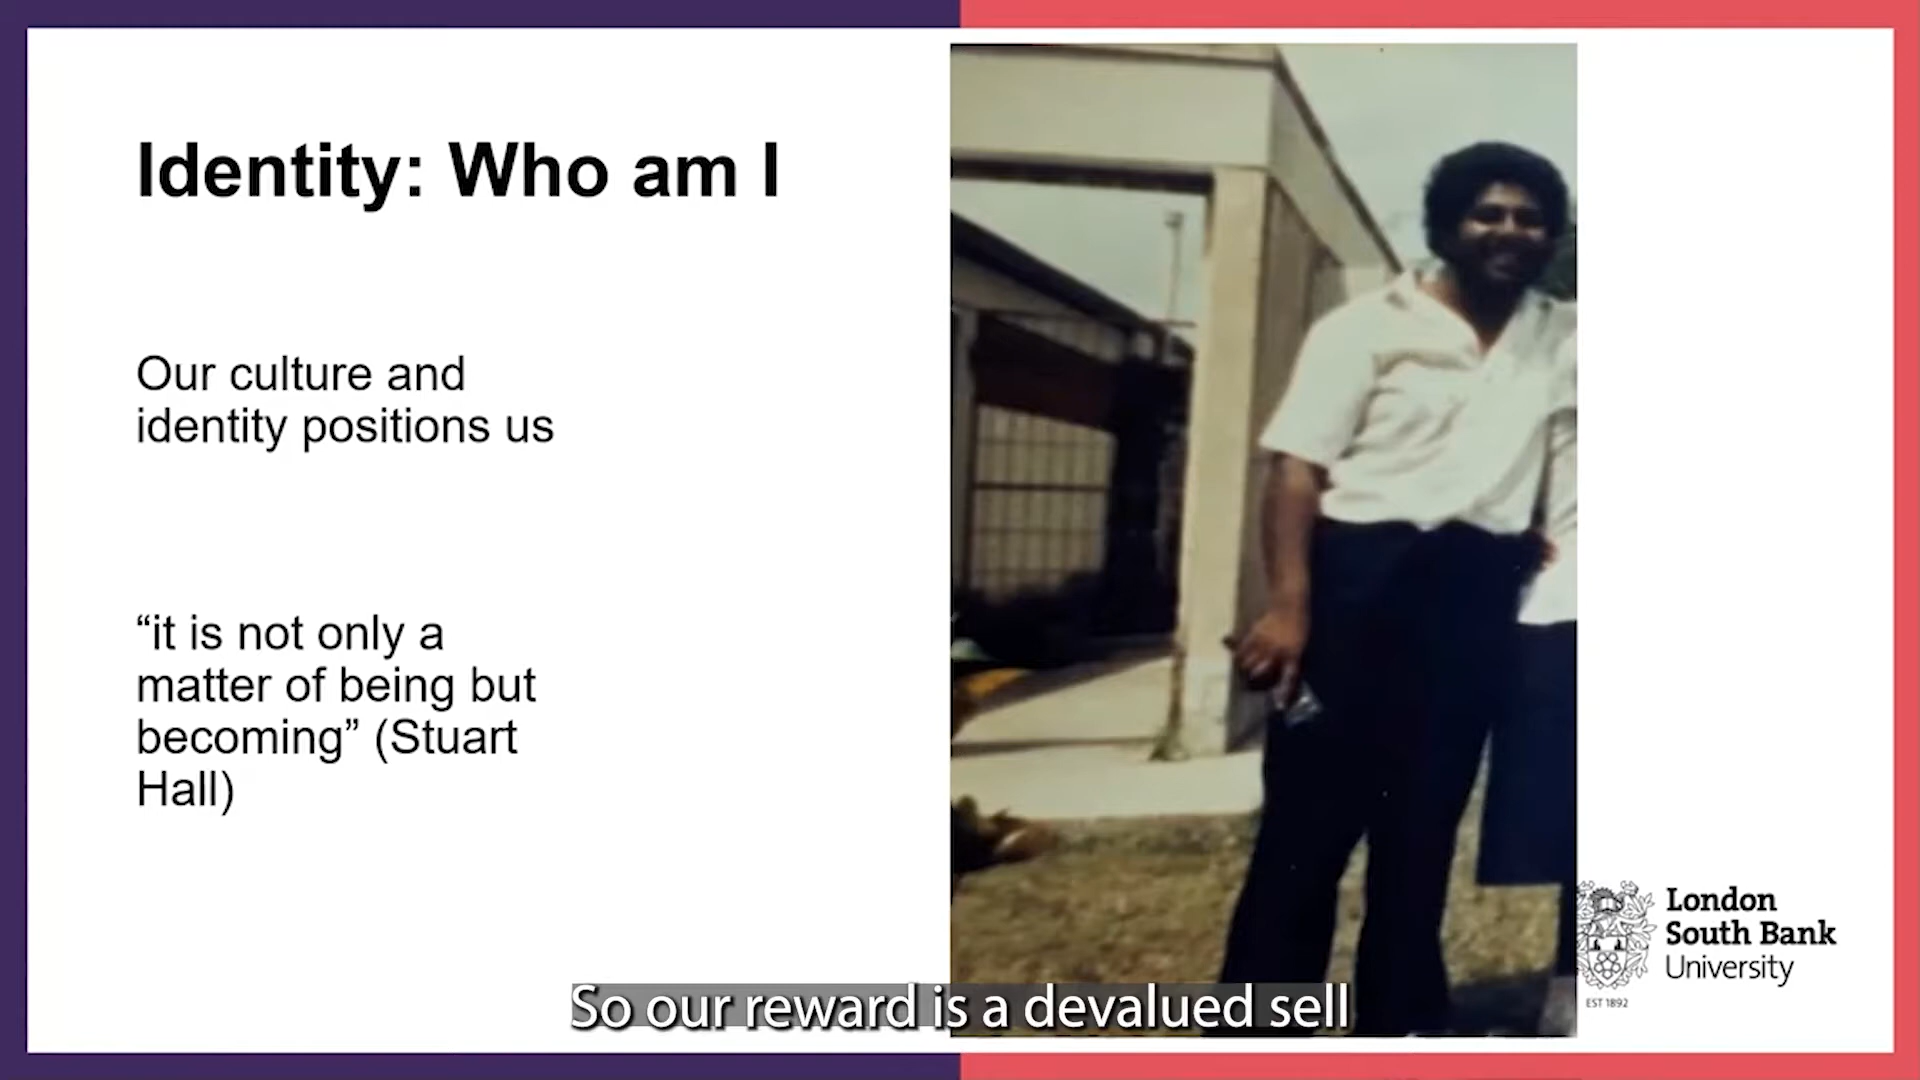 Identity: Who am I
Our culture and
identity positions us
“it is not only a
matter of being but
becoming” (Stuart
Hall)
London
South Bank
University
EST 1892
So our reward is a devalued sell